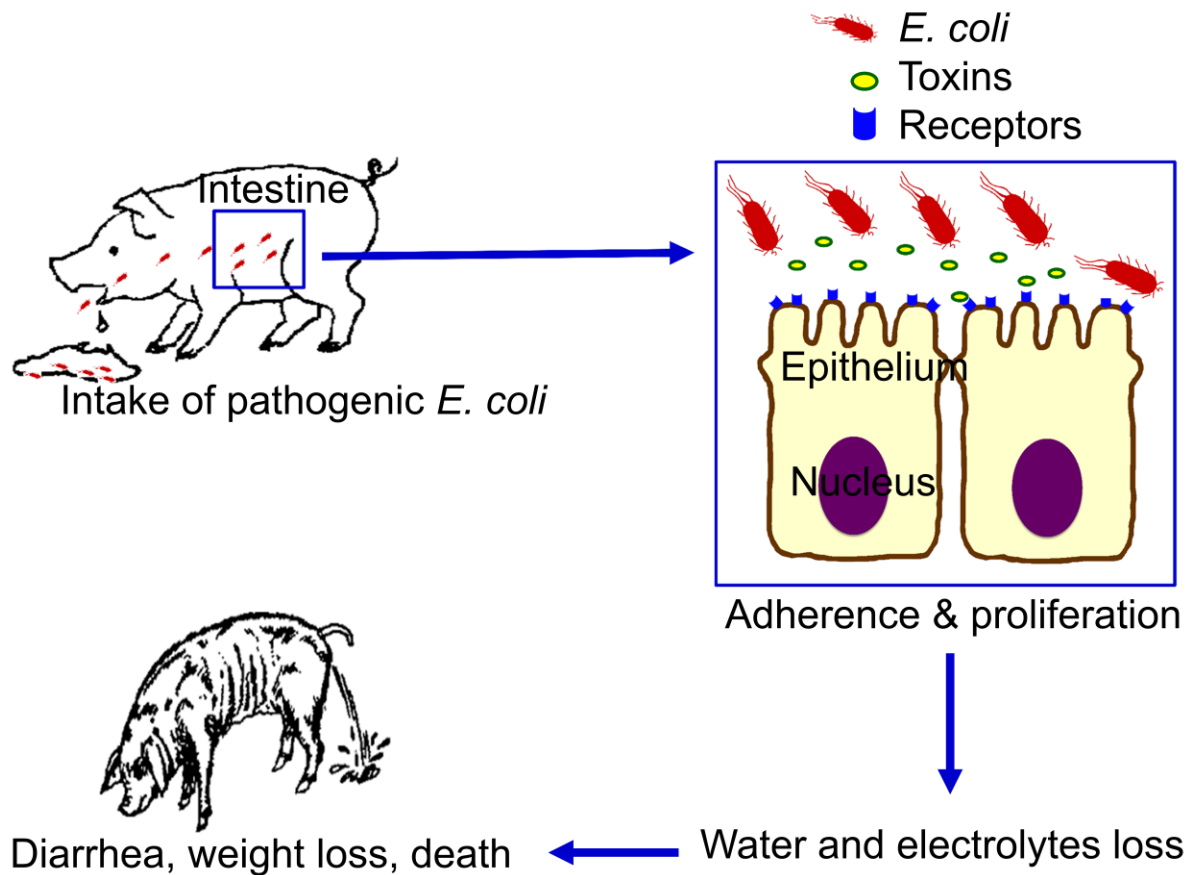 E. coli
Toxins
Receptors
Intestine
Intake of pathogenic E. coli
Epithelium
Nucleus
Adherence & proliferation
Water and electrolytes loss
Diarrhea, weight loss, death